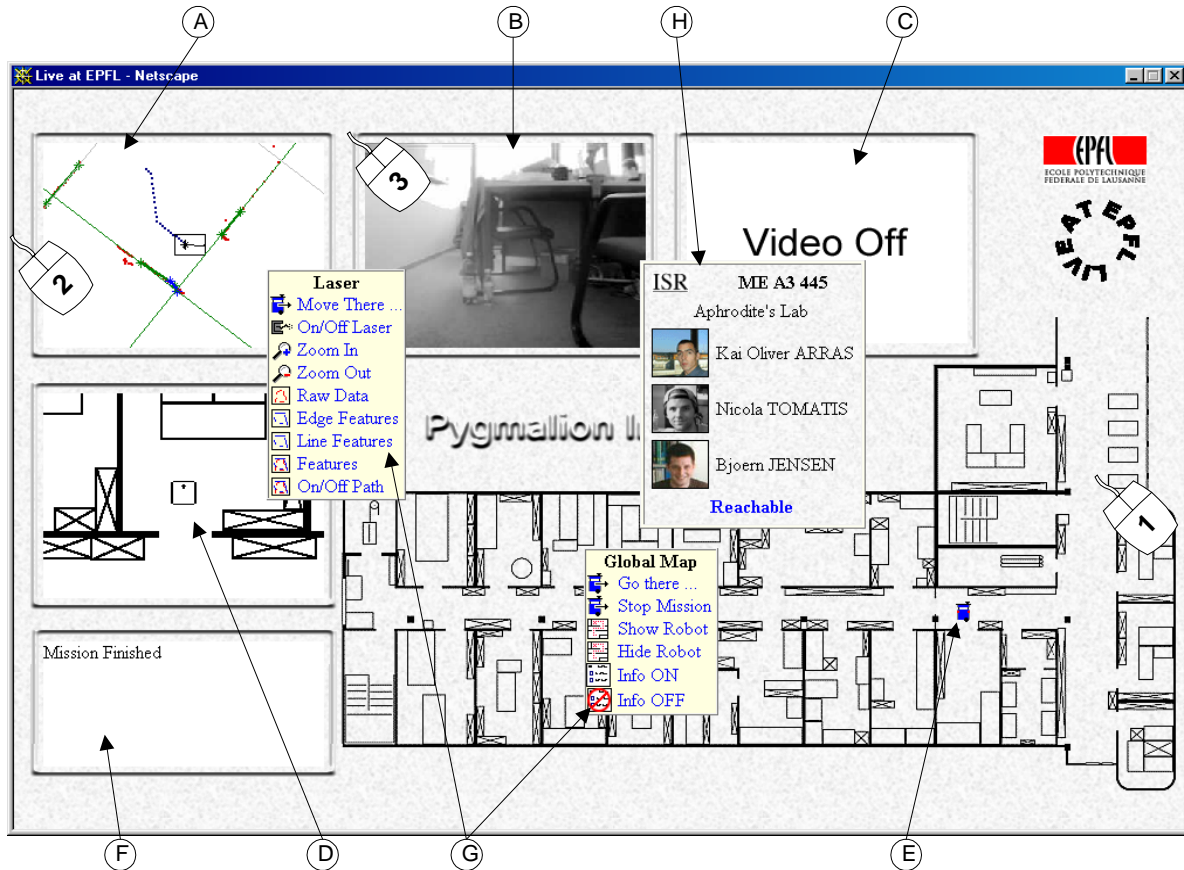 A
B
H
C
Live at EPFL - Netscape
EPFL
ECOLE POLYTECHNIQUE
FEDERALE DE LAUSANNE
LIVE AT EPFL
3
2
Video Off
Laser
Move There ...
On/Off Laser
Zoom In
Zoom Out
Raw Data
Edge Features
Line Features
Features
On/Off Path
ISR
ME A3 445
Aphrodite's Lab
Kai Oliver ARRAS
Nicola TOMATIS
Bjoern JENSEN
Reachable
Pygmalion
1
Global Map
Go there ...
Stop Mission
Show Robot
Hide Robot
Info ON
Info OFF
Mission Finished
F
D
G
E